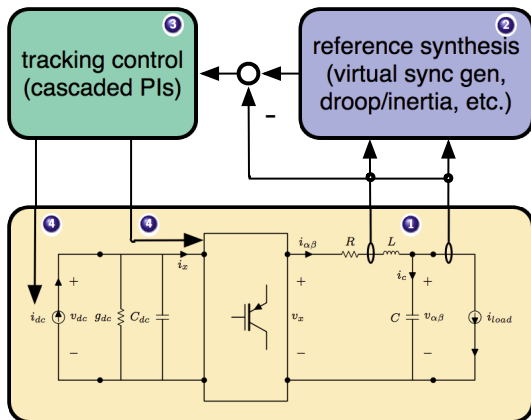 3
tracking control
(cascaded PIs)
2
reference synthesis
(virtual sync gen,
droop/inertia, etc.)
-
4
4
1
i_{αβ} R L
i_x i_c
+ + +
i_{dc} v_{dc} g_{dc} C_{dc} v_x C v_{αβ} i_{load}
− − −